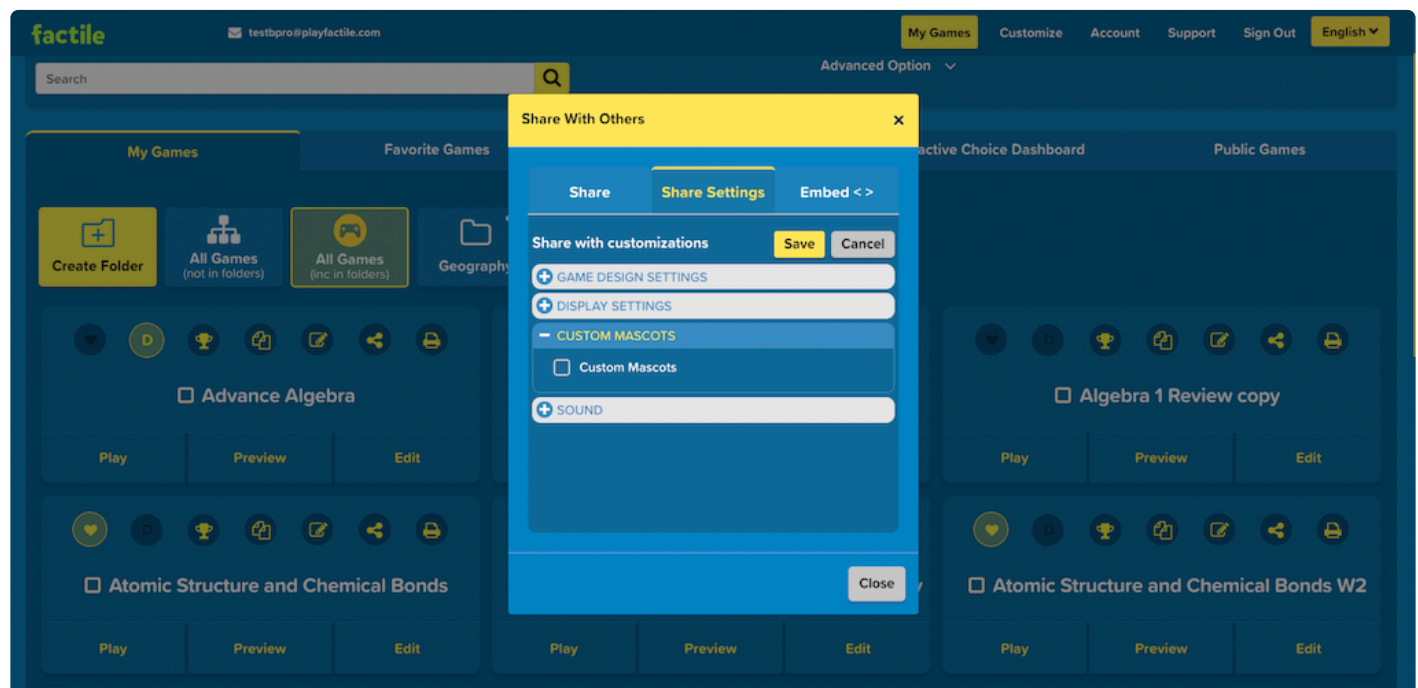 factile
testbpro@playfactile.com
My Games
Customize
Account
Support
Sign Out
English
Search
Advanced Option
Share With Others
My Games
Favorite Games
active Choice Dashboard
Public Games
Share
Share Settings
Embed < >
Create Folder
All Games
(not in folders)
All Games
(inc in folders)
Geography
Share with customizations
Save
Cancel
GAME DESIGN SETTINGS
DISPLAY SETTINGS
CUSTOM MASCOTS
Custom Mascots
SOUND
D
D
Advance Algebra
Algebra 1 Review copy
Play
Preview
Edit
Play
Preview
Edit
D
D
Atomic Structure and Chemical Bonds
Atomic Structure and Chemical Bonds W2
Close
Play
Preview
Edit
Play
Preview
Edit
Play
Preview
Edit